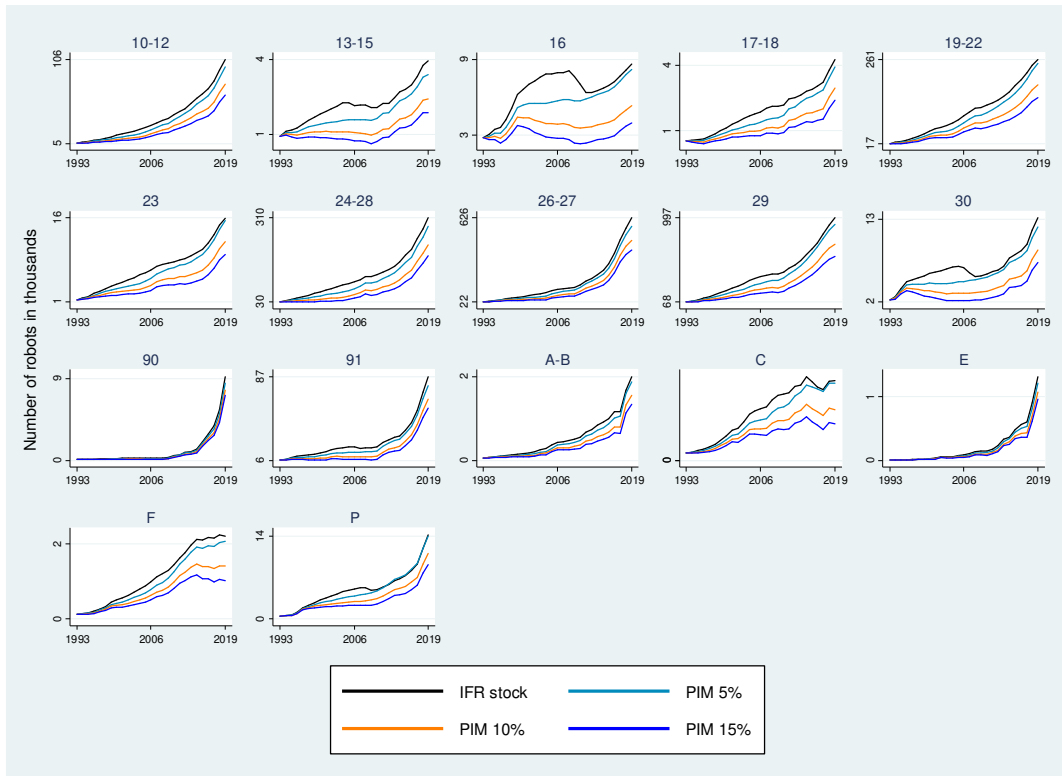 Number of robots in thousands
10-12 13-15 16 17-18 19-22
106 4 9 4 261
5 1 3 1 17
1993 2006 2019 1993 2006 2019 1993 2006 2019 1993 2006 2019 1993 2006 2019
23 24-28 26-27 29 30
16 310 626 997 13
1 30 22 68 2
1993 2006 2019 1993 2006 2019 1993 2006 2019 1993 2006 2019 1993 2006 2019
90 91 A-B C E
9 87 2 1
0 6 0 0 0
1993 2006 2019 1993 2006 2019 1993 2006 2019 1993 2006 2019 1993 2006 2019
F P
2 14
0 0
1993 2006 2019 1993 2006 2019
IFR stock PIM 5%
PIM 10% PIM 15%